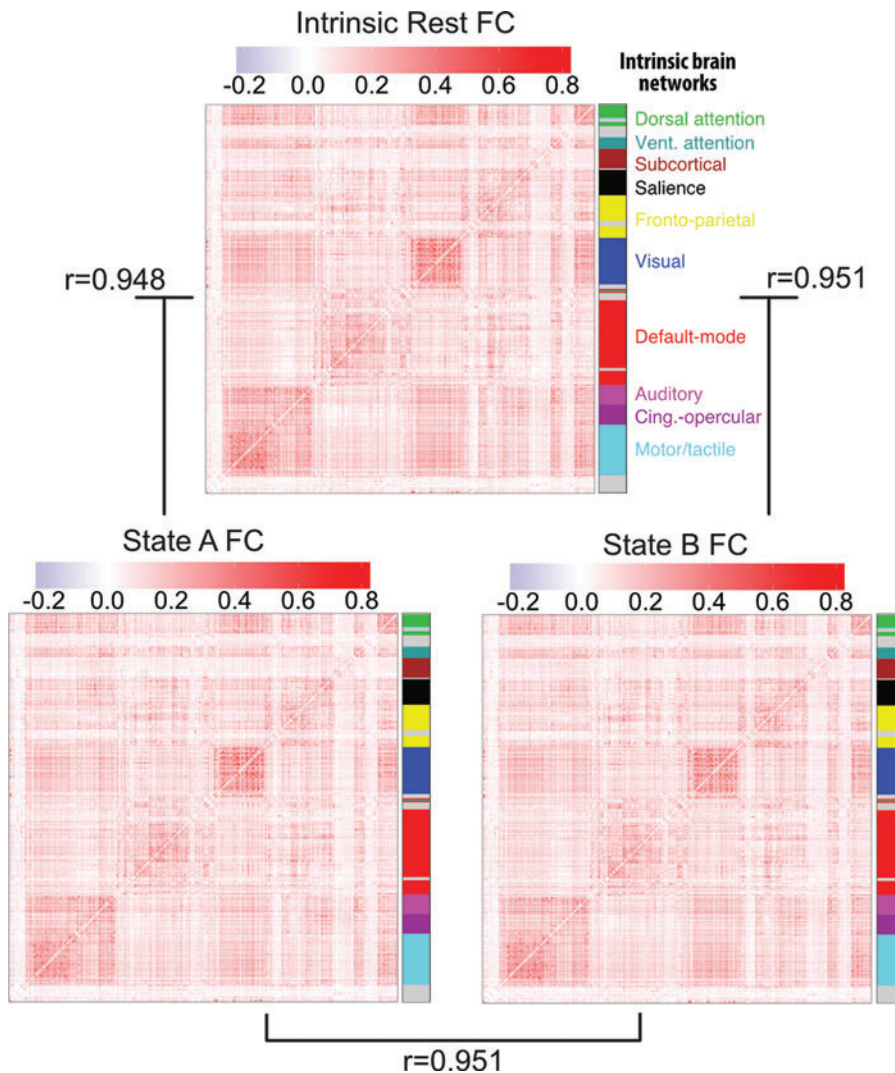 Intrinsic Rest FC
-0.2 0.0 0.2 0.4 0.6 0.8
Intrinsic brain
networks
Dorsal attention
Vent. attention
Subcortical
Salience
Fronto-parietal
Visual
r=0.948
r=0.951
Default-mode
Auditory
Cing.-opercular
Motor/tactile
State A FC
-0.2 0.0 0.2 0.4 0.6 0.8
State B FC
-0.2 0.0 0.2 0.4 0.6 0.8
r=0.951